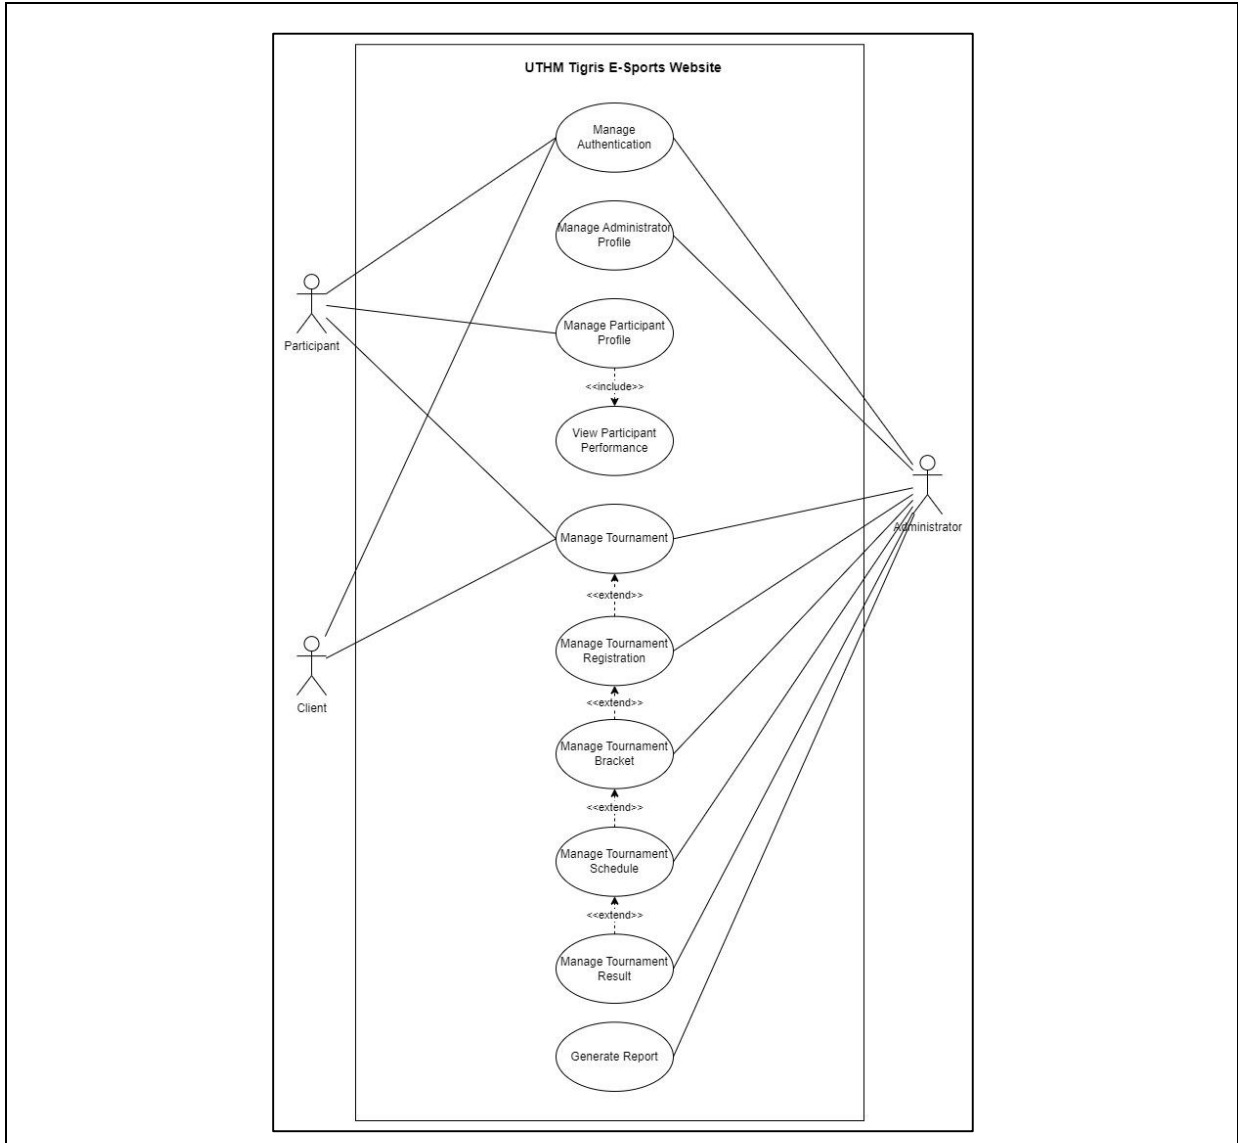 UTHM Tigris E-Sports Website
Manage
Authentication
Manage Administrator
Profile
Manage Participant
Profile
Participant
<<include>>
View Participant
Performance
Manage Tournament
Administrator
<<extend>>
Manage Tournament
Registration
Client
<<extend>>
Manage Tournament
Bracket
<<extend>>
Manage Tournament
Schedule
<<extend>>
Manage Tournament
Result
Generate Report